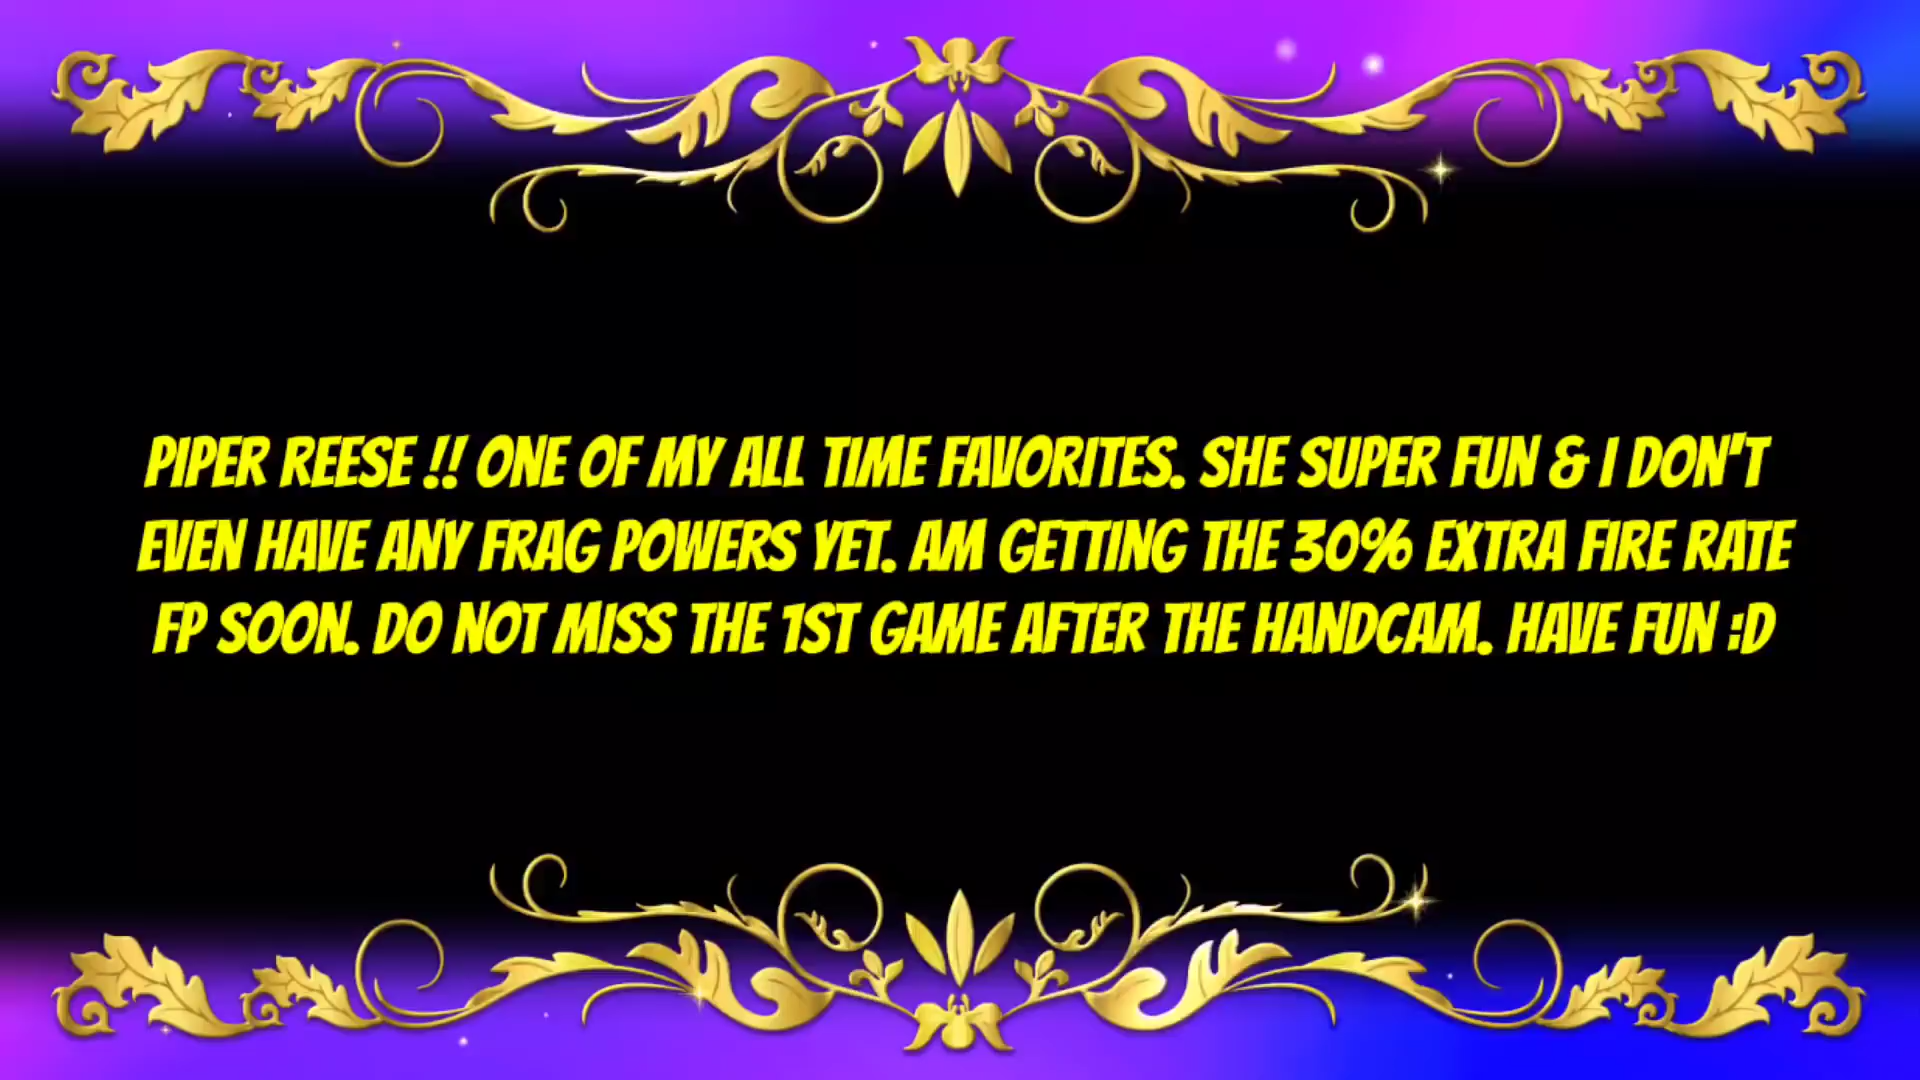 PIPER REESE !! ONE OF MY ALL TIME FAVORITES. SHE SUPER FUN & I DON'T
EVEN HAVE ANY FRAG POWERS YET. AM GETTING THE 30% EXTRA FIRE RATE
FP SOON. DO NOT MISS THE 1ST GAME AFTER THE HANDCAM. HAVE FUN :D